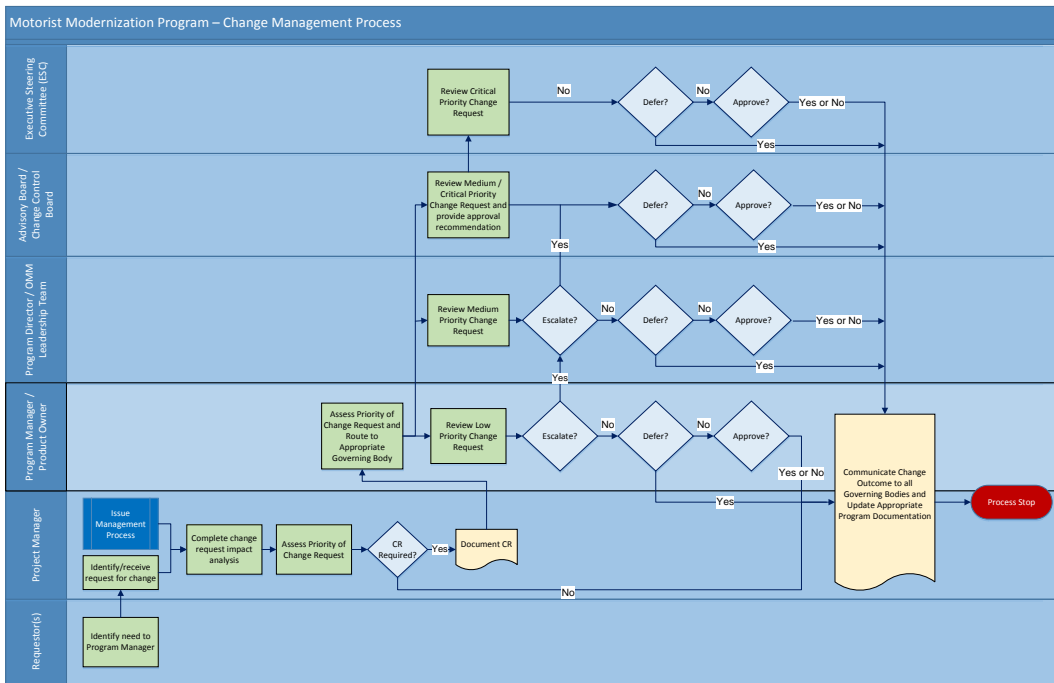 Motorist Modernization Program – Change Management Process
Executive Steering
Committee (ESC)
Review Critical
Priority Change
Request
No
Defer?
No
Approve?
Yes or No
Yes
Advisory Board /
Change Control
Board
Review Medium /
Critical Priority
Change Request and
provide approval
recommendation
Defer?
No
Approve?
Yes or No
Yes
Yes
Program Director / OMM
Leadership Team
Review Medium
Priority Change
Request
Escalate?
No
Defer?
No
Approve?
Yes or No
Yes
Yes
Program Manager /
Product Owner
Assess Priority of
Change Request and
Route to
Appropriate
Governing Body
Review Low
Priority Change
Request
Escalate?
No
Defer?
No
Approve?
Yes or No
Yes
Communicate Change
Outcome to all
Governing Bodies and
Update Appropriate
Program Documentation
Process Stop
Project Manager
Issue
Management
Process
Identify/receive
request for change
Complete change
request impact
analysis
Assess Priority of
Change Request
CR
Required?
Yes
Document CR
No
Requestor(s)
Identify need to
Program Manager